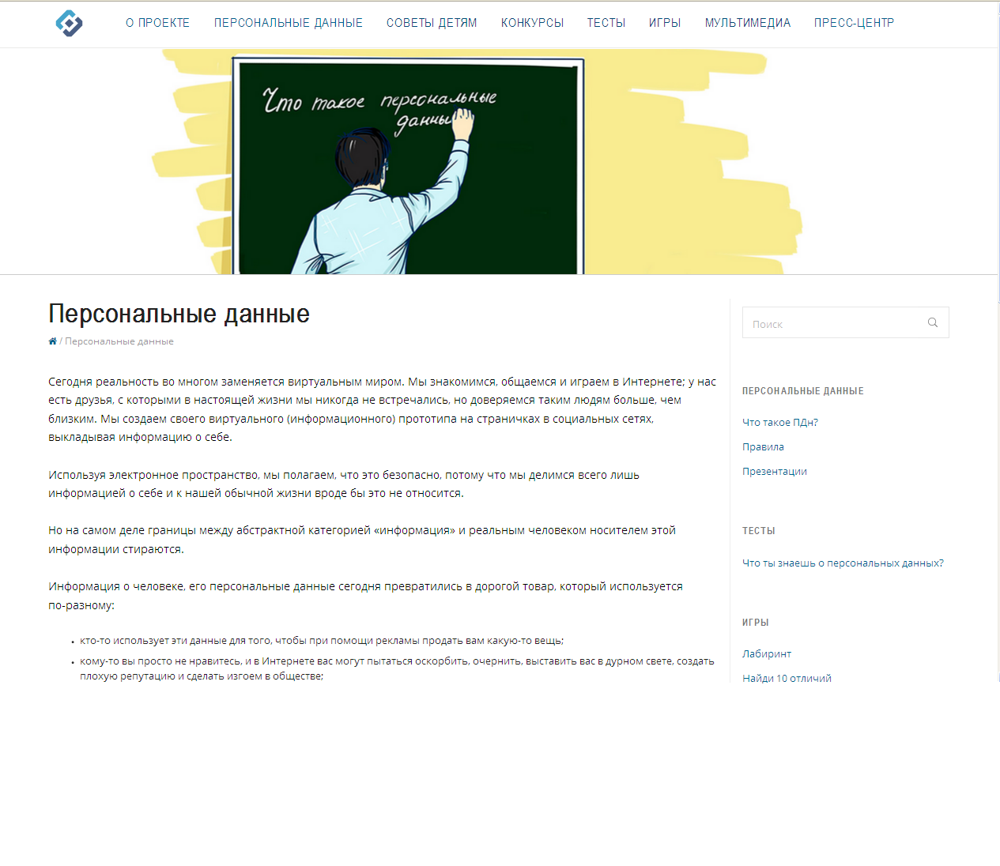 О ПРОЕКТЕ ПЕРСОНАЛЬНЫЕ ДАННЫЕ СОВЕТЫ ДЕТЯМ КОНКУРСЫ ТЕСТЫ ИГРЫ МУЛЬТИМЕДИА ПРЕСС-ЦЕНТР
Что такое персональные
данны
Персональные данные
/ Персональные данные
Сегодня реальность во многом заменяется виртуальным миром. Мы знакомимся, общаемся и играем в Интернете; у нас
есть друзья, с которыми в настоящей жизни мы никогда не встречались, но доверяемся таким людям больше, чем
близким. Мы создаем своего виртуального (информационного) прототипа на страничках в социальных сетях,
выкладывая информацию о себе.
Используя электронное пространство, мы полагаем, что это безопасно, потому что мы делимся всего лишь
информацией о себе и к нашей обычной жизни вроде бы это не относится.
Но на самом деле границы между абстрактной категорией «информация» и реальным человеком носителем этой
информации стираются.
Информация о человеке, его персональные данные сегодня превратились в дорогой товар, который используется
по-разному:
• кто-то использует эти данные для того, чтобы при помощи рекламы продать вам какую-то вещь;
• кому-то вы просто не нравитесь, и в Интернете вас могут пытаться оскорбить, очернить, выставить вас в дурном свете, создать
плохую репутацию и сделать изгоем в обществе;
Поиск
ПЕРСОНАЛЬНЫЕ ДАННЫЕ
Что такое ПДн?
Правила
Презентации
ТЕСТЫ
Что ты знаешь о персональных данных?
ИГРЫ
Лабиринт
Найди 10 отличий